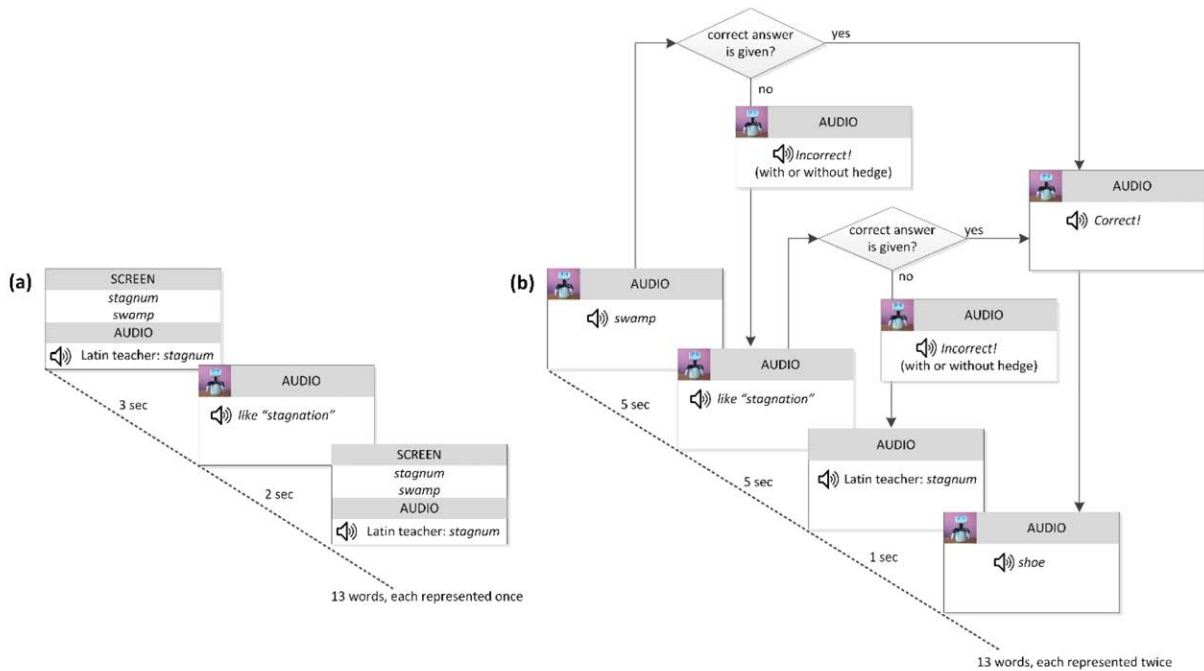 (a)
SCREEN
stagnum
swamp
AUDIO
Latin teacher: stagnum
3 sec
AUDIO
like “stagnation”
2 sec
SCREEN
stagnum
swamp
AUDIO
Latin teacher: stagnum
13 words, each represented once
(b)
AUDIO
swamp
correct answer
is given?
yes
no
AUDIO
Incorrect!
(with or without hedge)
5 sec
AUDIO
like “stagnation”
correct answer
is given?
yes
no
AUDIO
Incorrect!
(with or without hedge)
AUDIO
Correct!
5 sec
AUDIO
Latin teacher: stagnum
1 sec
AUDIO
shoe
13 words, each represented twice